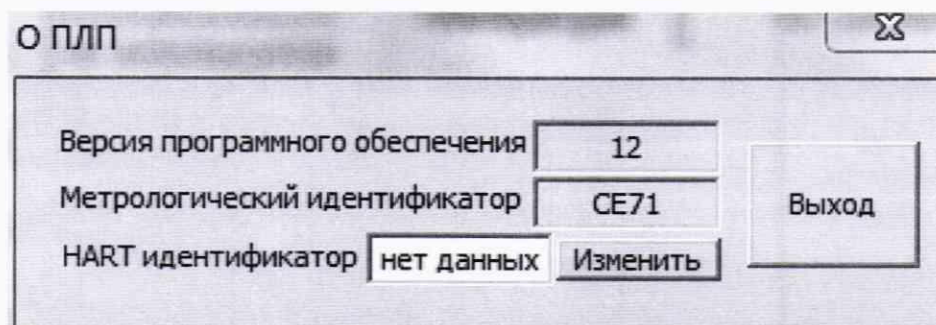 О ПЛП
Версия программного обеспечения 12
Метрологический идентификатор CE71
Выход
HART идентификатор нет данных Изменить